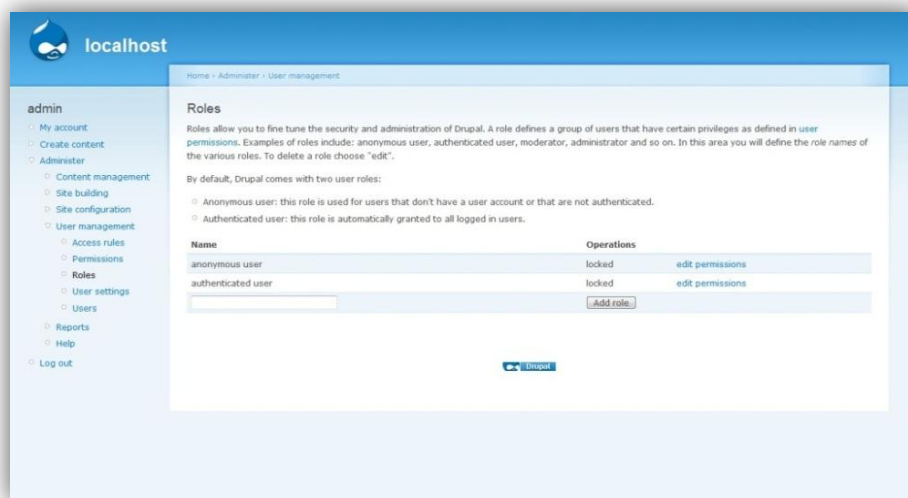 localhost
Home › Administer › User management
admin
My account
Create content
Administer
Content management
Site building
Site configuration
User management
Access rules
Permissions
Roles
User settings
Users
Reports
Help
Log out
Roles
Roles allow you to fine tune the security and administration of Drupal. A role defines a group of users that have certain privileges as defined in user
permissions. Examples of roles include: anonymous user, authenticated user, moderator, administrator and so on. In this area you will define the role names of
the various roles. To delete a role choose "edit".
By default, Drupal comes with two user roles:
Anonymous user: this role is used for users that don't have a user account or that are not authenticated.
Authenticated user: this role is automatically granted to all logged in users.
Name Operations
anonymous user locked edit permissions
authenticated user locked edit permissions
Add role
Drupal